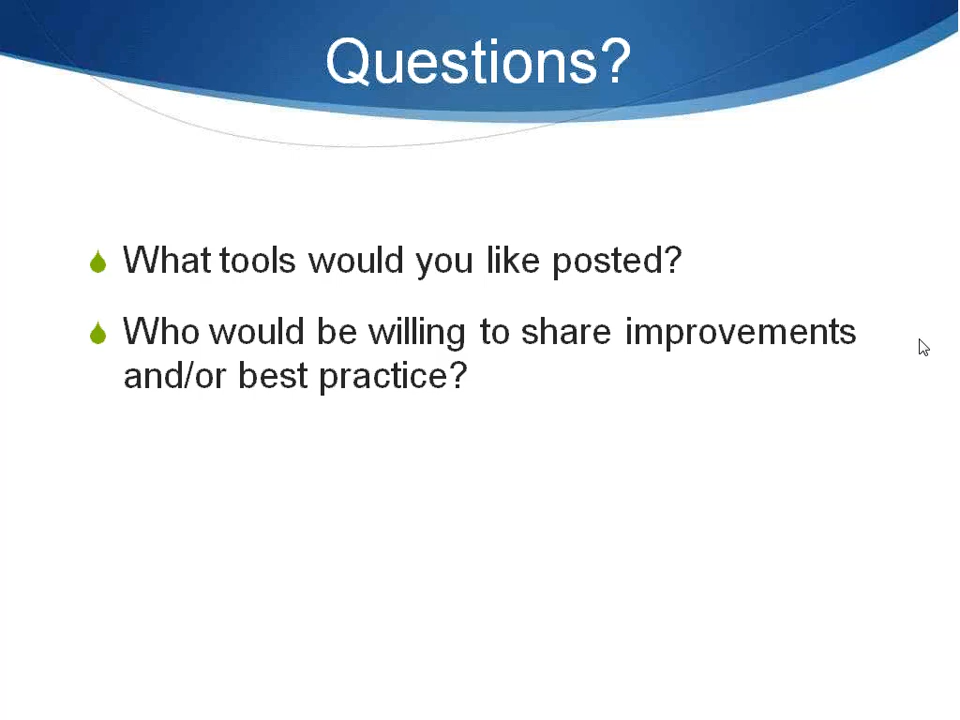 Questions?
What tools would you like posted?
Who would be willing to share improvements
and/or best practice?